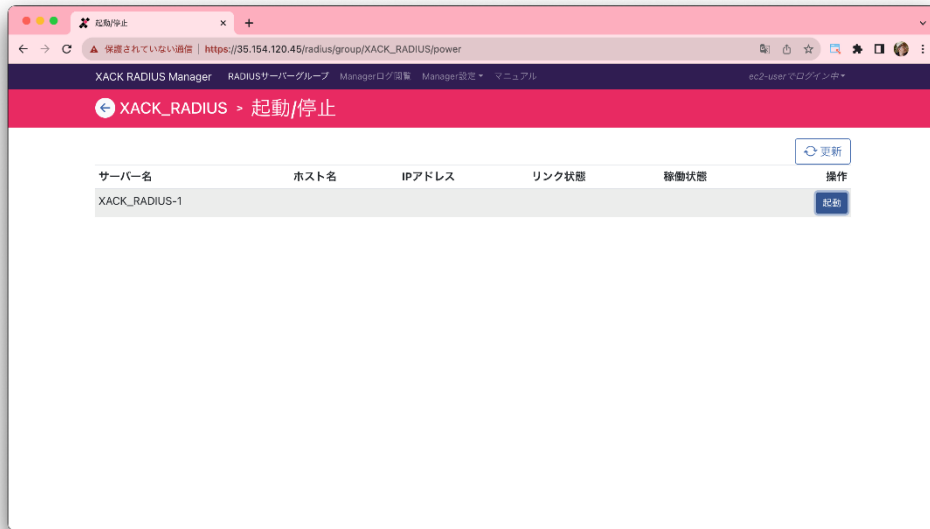 起動/停止
保護されていない通信 | https://35.154.120.45/radius/group/XACK_RADIUS/power
XACK RADIUS Manager RADIUSサーバーグループ Managerログ閲覧 Manager設定 マニュアル ec2-userでログイン中
XACK_RADIUS > 起動/停止
更新
サーバー名 ホスト名 IPアドレス リンク状態 稼働状態 操作
XACK_RADIUS-1 起動